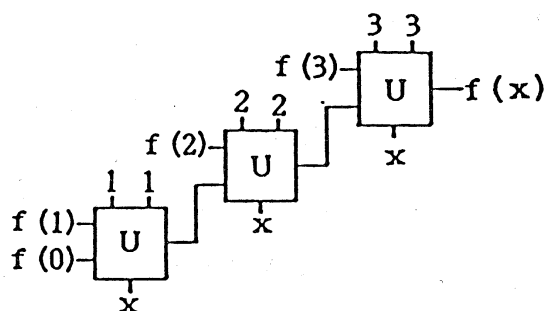 3 3
f (3)
U
f (x)
x
2 2
f (2)
U
x
1 1
f (1)
U
f (0)
x